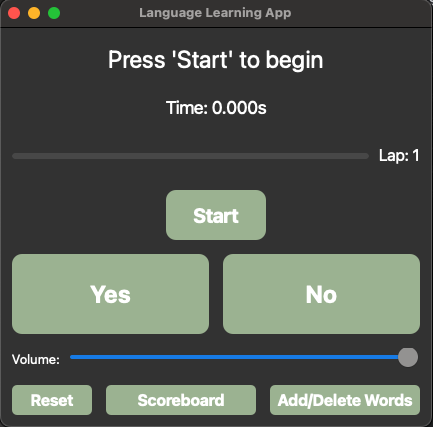 Language Learning App
Press 'Start' to begin
Time: 0.000s
Lap: 1
Start
Yes No
Volume:
Reset Scoreboard Add/Delete Words